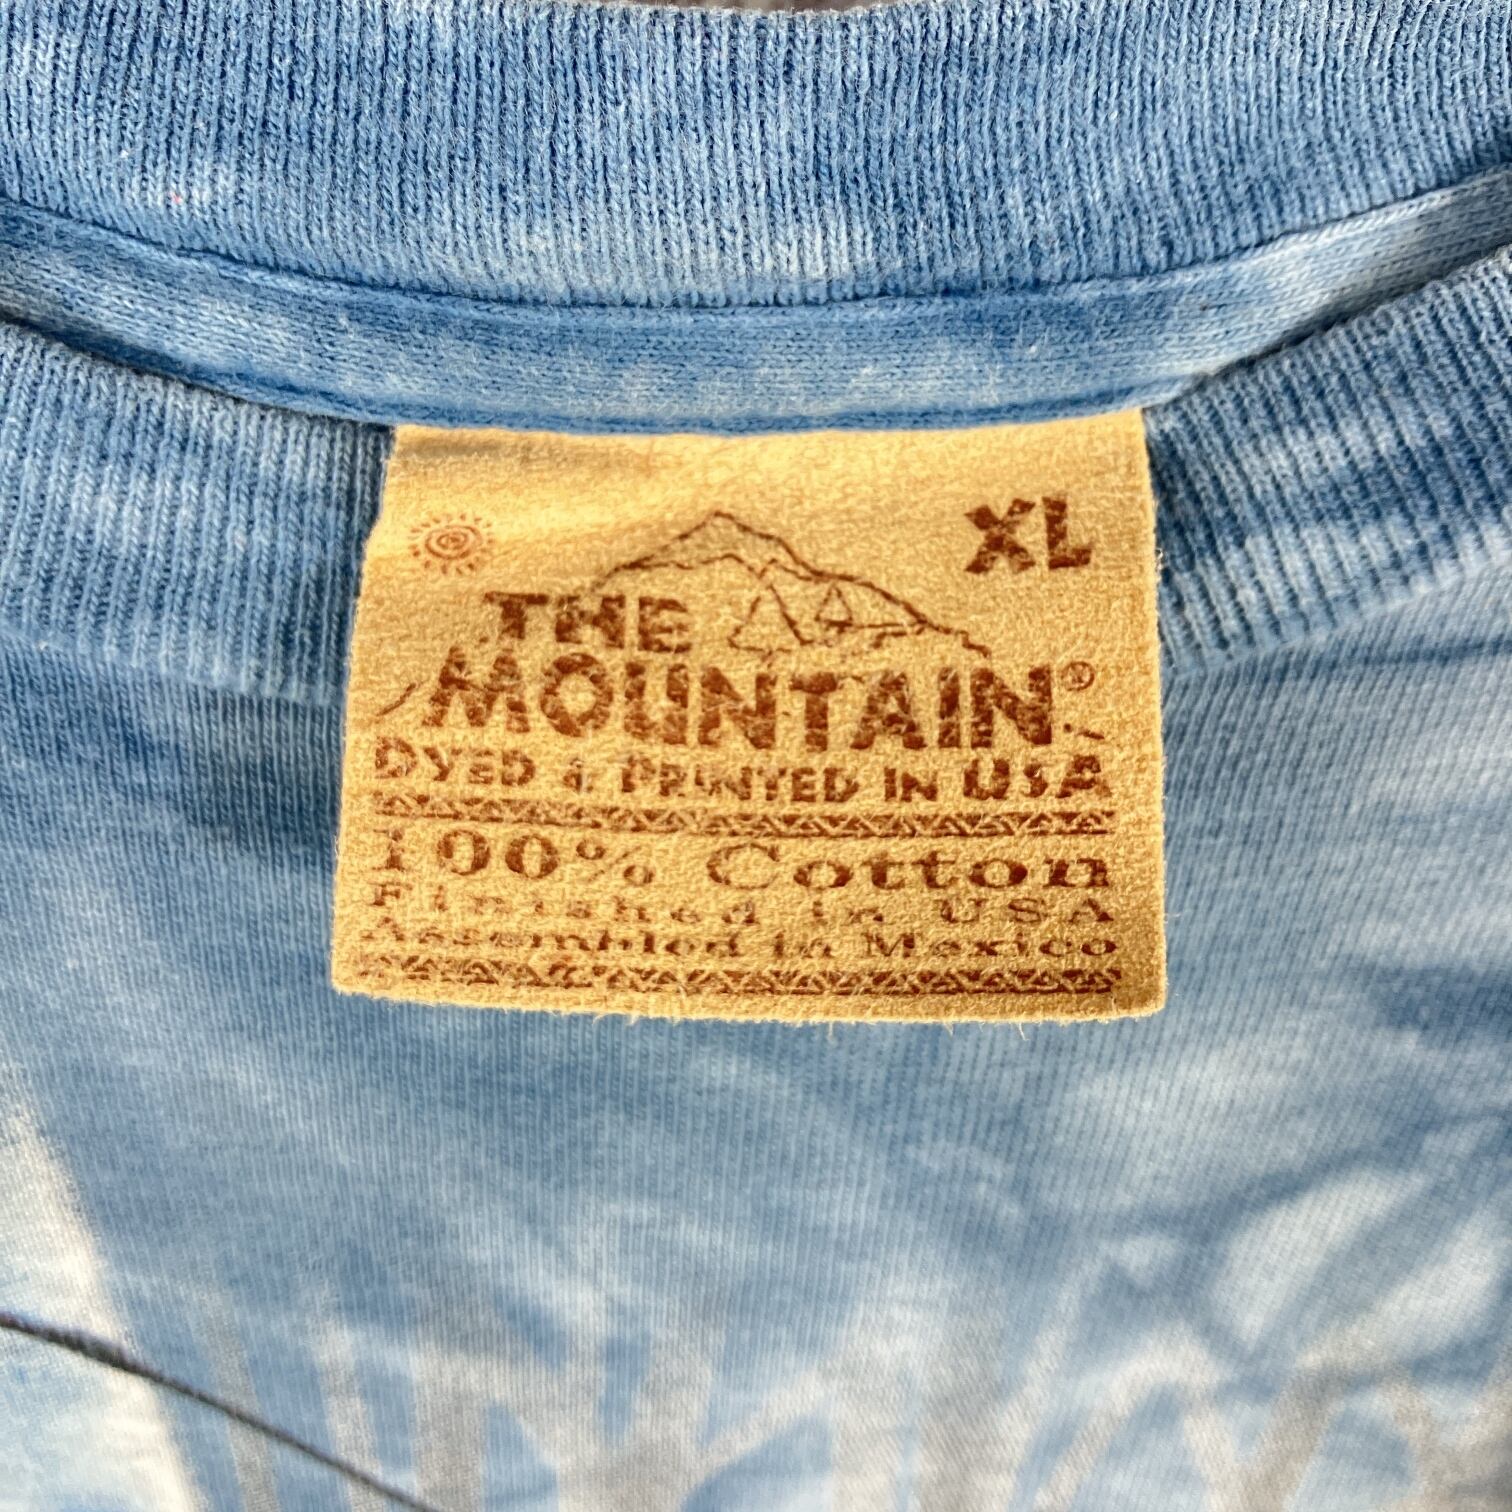 XL
THE
MOUNTAIN®
DYED & PRINTED IN USA
100% Cotton
Finished in USA
Assembled in Mexico